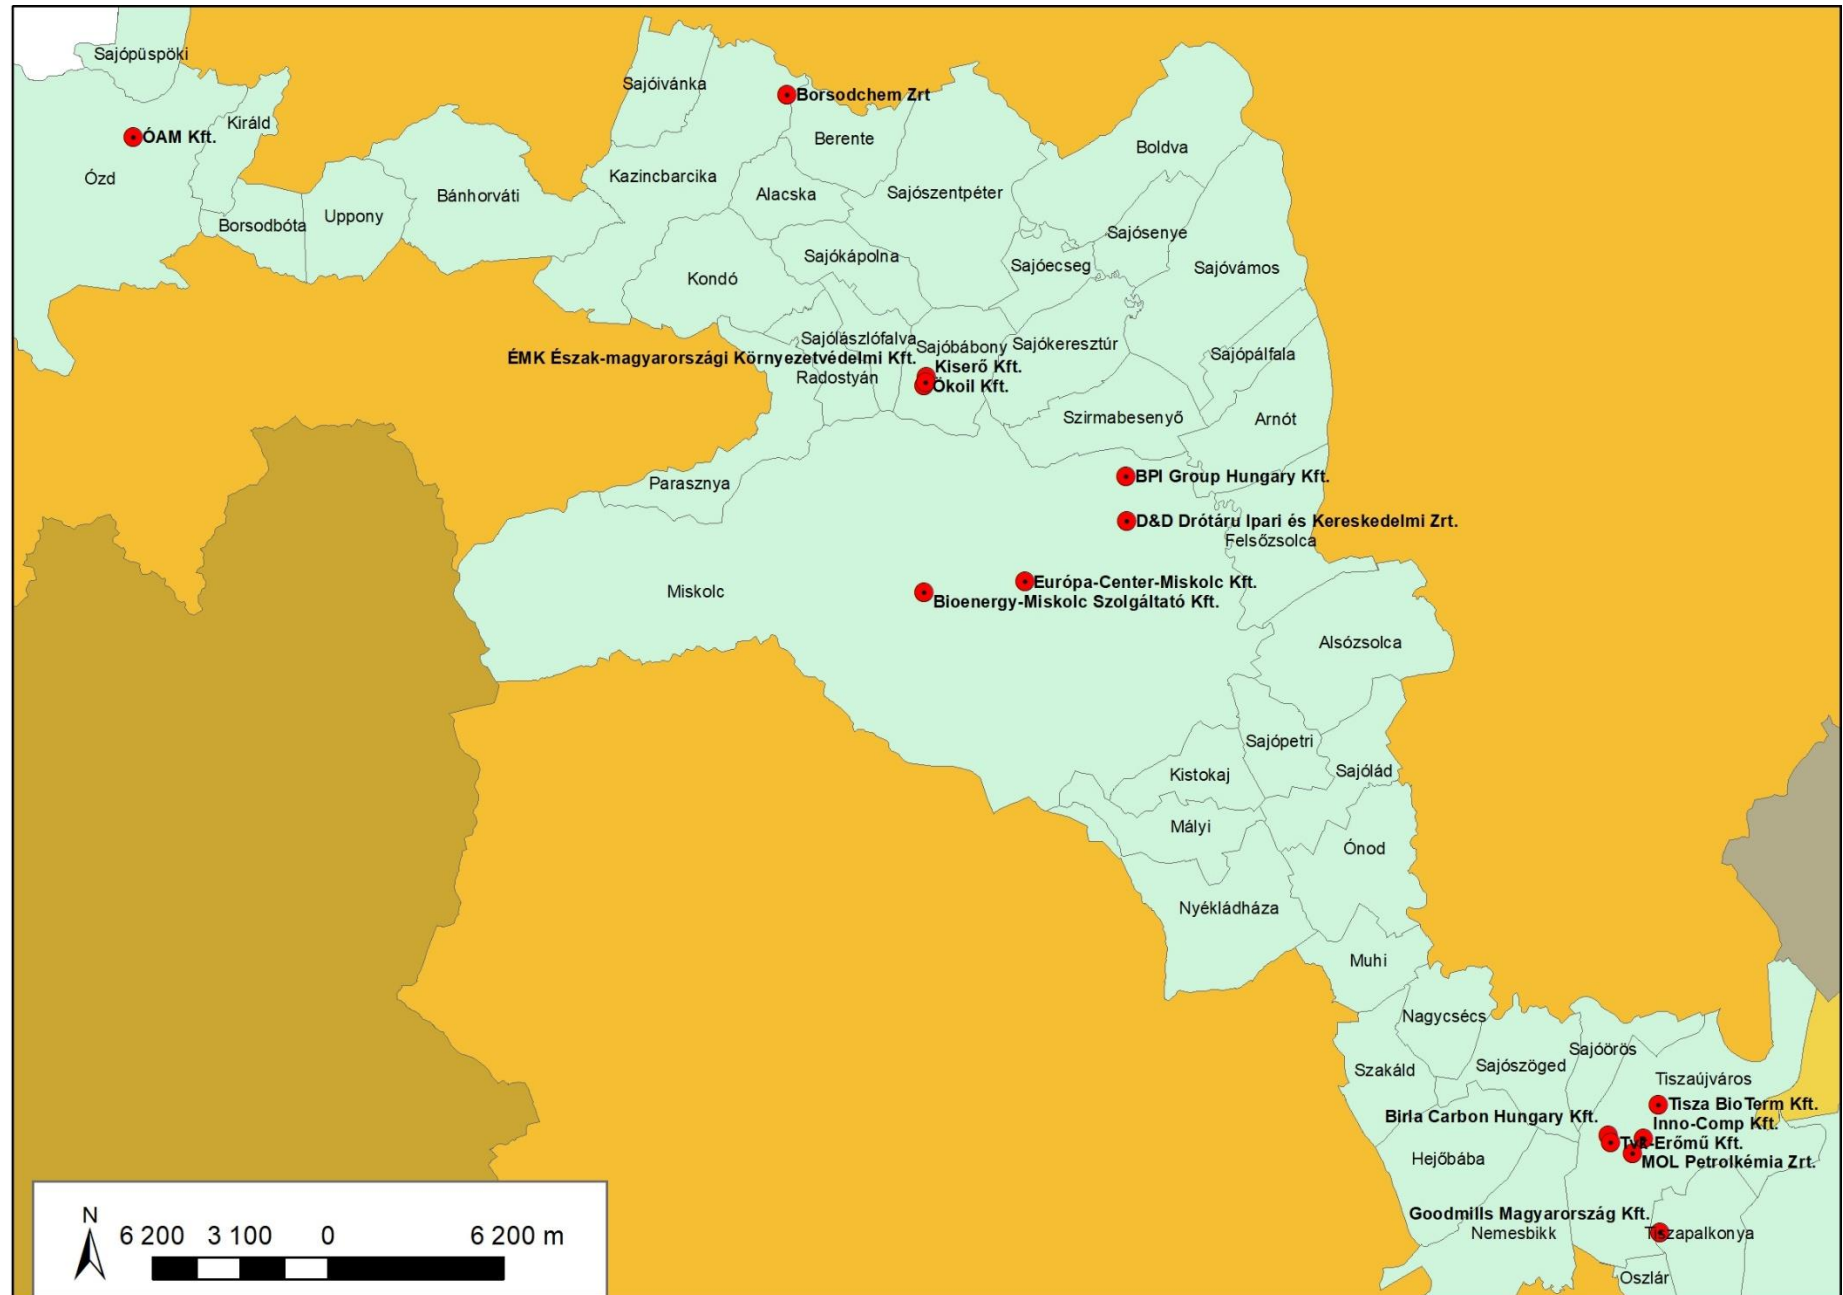 Sajópüspöki
Sajóivánka
Borsodchem Zrt
Királd
ÓAM Kft.
Berente
Boldva
Ózd
Kazincbarcika
Bánhorváti
Alacska
Sajószentpéter
Uppony
Borsodbóta
Sajósenye
Sajókápolna
Sajóecseg
Sajóvámos
Kondó
Sajólászlófalva
Sajóbábony
Sajókeresztúr
Sajópálfala
ÉMK Észak-magyarországi Környezetvédelmi Kft.
Kiserő Kft.
Radostyán
Ökoil Kft.
Szirmabesenyő
Arnót
BPI Group Hungary Kft.
Parasznya
D&D Drótáru Ipari és Kereskedelmi Zrt.
Felsőzsolca
Európa-Center-Miskolc Kft.
Miskolc
Bioenergy-Miskolc Szolgáltató Kft.
Alsózsolca
Sajópetri
Kistokaj
Sajólád
Mályi
Ónod
Nyékládháza
Muhi
Nagycsécs
Sajóörös
Szakáld
Sajószöged
Tiszaújváros
Tisza BioTerm Kft.
Birla Carbon Hungary Kft.
Inno-Comp Kft.
Tvk-Erőmű Kft.
Hejőbába
MOL Petrolkémia Zrt.
Goodmills Magyarország Kft.
Nemesbikk
Tiszapalkonya
Oszlár
N
6 200 3 100 0 6 200 m